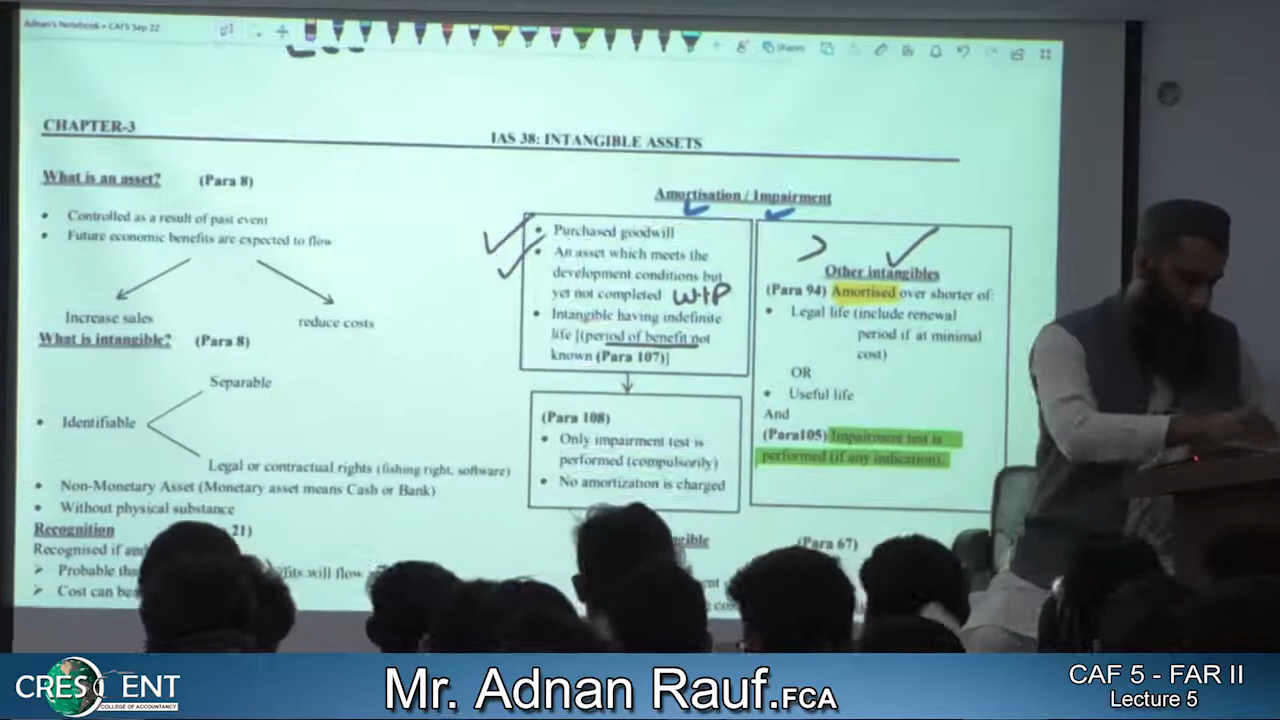 Adnan's Notebook • CAF5 Sep 22
Shapes
CHAPTER-3
IAS 38: INTANGIBLE ASSETS
What is an asset? (Para 8)
• Controlled as a result of past event
• Future economic benefits are expected to flow
Increase sales
reduce costs
What is intangible? (Para 8)
Separable
• Identifiable
Legal or contractual rights (fishing right, software)
• Non-Monetary Asset (Monetary asset means Cash or Bank)
• Without physical substance
Recognition 21)
Recognised if
➢ Probable flow
➢ Cost can
Amortisation / Impairment
• Purchased goodwill
• An asset which meets the
development conditions but
yet not completed WIP
• Intangible having indefinite
life [(period of benefit not
known (Para 107)]
(Para 108)
• Only impairment test is
performed (compulsorily)
• No amortization is charged
Other intangibles
(Para 94) Amortised over shorter of:
• Legal life (include renewal
period if at minimal
cost)
OR
• Useful life
And
(Para105) Impairment test is
performed (if any indication).
(Para 67)
CRESCENT
COLLEGE OF ACCOUNTANCY
Mr. Adnan Rauf.FCA
CAF 5 - FAR II
Lecture 5